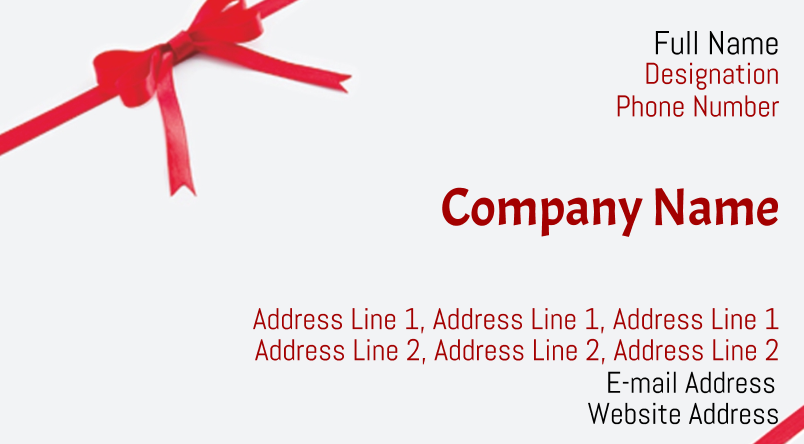 Full Name
Designation
Phone Number
Company Name
Address Line 1, Address Line 1, Address Line 1
Address Line 2, Address Line 2, Address Line 2
E-mail Address
Website Address